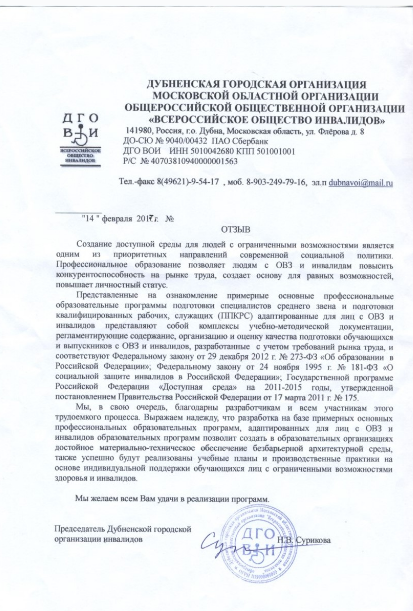 ДУБНЕНСКАЯ ГОРОДСКАЯ ОРГАНИЗАЦИЯ
МОСКОВСКОЙ ОБЛАСТНОЙ ОРГАНИЗАЦИИ
ОБЩЕРОССИЙСКОЙ ОБЩЕСТВЕННОЙ ОРГАНИЗАЦИИ
«ВСЕРОССИЙСКОЕ ОБЩЕСТВО ИНВАЛИДОВ»
ДГО
ВИ
ВСЕРОССИЙСКОЕ
ОБЩЕСТВО
ИНВАЛИДОВ
141980, Россия, г.о. Дубна, Московская область, ул. Флёрова д. 8
ДО-СЮ № 9040/00432 ПАО Сбербанк
ДГО ВОИ ИНН 5010042680 КПП 501001001
Р/С № 40703810940000001563
Тел.-факс 8(49621)-9-54-17 , моб. 8-903-249-79-16, эл.п dubnavoi@mail.ru
"14" февраля 2017г. №
ОТЗЫВ
Создание доступной среды для людей с ограниченными возможностями является
одним из приоритетных направлений современной социальной политики.
Профессиональное образование позволяет людям с ОВЗ и инвалидам повысить
конкурентоспособность на рынке труда, создает основу для равных возможностей,
повышает личностный статус.
Представленные на ознакомление примерные основные профессиональные
образовательные программы подготовки специалистов среднего звена и подготовки
квалифицированных рабочих, служащих (ППКРС) адаптированные для лиц с ОВЗ и
инвалидов представляют собой комплексы учебно-методической документации,
регламентирующие содержание, организацию и оценку качества подготовки обучающихся
и выпускников с ОВЗ и инвалидов, разработанные с учетом требований рынка труда, и
соответствуют Федеральному закону от 29 декабря 2012 г. № 273-ФЗ «Об образовании в
Российской Федерации»; Федеральному закону от 24 ноября 1995 г. № 181-ФЗ «О
социальной защите инвалидов в Российской Федерации»; Государственной программе
Российской Федерации «Доступная среда» на 2011-2015 годы, утвержденной
постановлением Правительства Российской Федерации от 17 марта 2011 г. № 175.
Мы, в свою очередь, благодарны разработчикам и всем участникам этого
трудоемкого процесса. Выражаем надежду, что разработка на базе примерных основных
профессиональных образовательных программ, адаптированных для лиц с ОВЗ и
инвалидов образовательных программ позволит создать в образовательных организациях
достойное материально-техническое обеспечение безбарьерной архитектурной среды,
также успешно будут реализованы учебные планы и производственные практики на
основе индивидуальной поддержки обучающихся лиц с ограниченными возможностями
здоровья и инвалидов.
Мы желаем всем Вам удачи в реализации программ.
Председатель Дубненской городской
организации инвалидов
Н.В. Сурикова
ДГО
ВИ